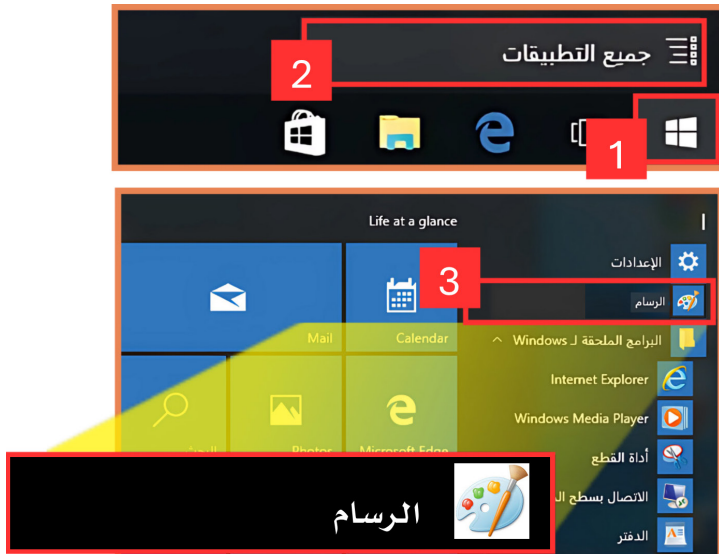 جميع التطبيقات
2
1
Life at a glance
الإعدادات
3
الرسام
Mail
Calendar
البرامج الملحقة لـ Windows
Internet Explorer
Windows Media Player
Photos
Microsoft Edge
أداة القطع
الاتصال بسطح
الدفتر
الرسام